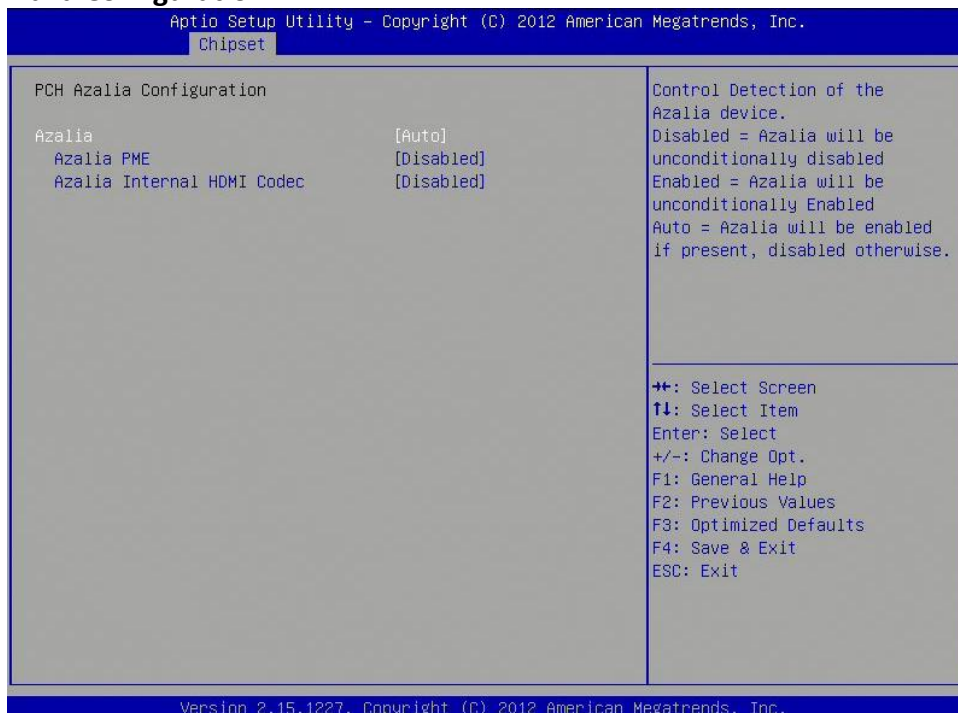 Aptio Setup Utility – Copyright (C) 2012 American Megatrends, Inc.
Chipset
PCH Azalia Configuration
Azalia [Auto]
Azalia PME [Disabled]
Azalia Internal HDMI Codec [Disabled]
Control Detection of the
Azalia device.
Disabled = Azalia will be
unconditionally disabled
Enabled = Azalia will be
unconditionally Enabled
Auto = Azalia will be enabled
if present, disabled otherwise.
→←: Select Screen
↑↓: Select Item
Enter: Select
+/-: Change Opt.
F1: General Help
F2: Previous Values
F3: Optimized Defaults
F4: Save & Exit
ESC: Exit
Version 2.15.1227. Copyright (C) 2012 American Megatrends, Inc.